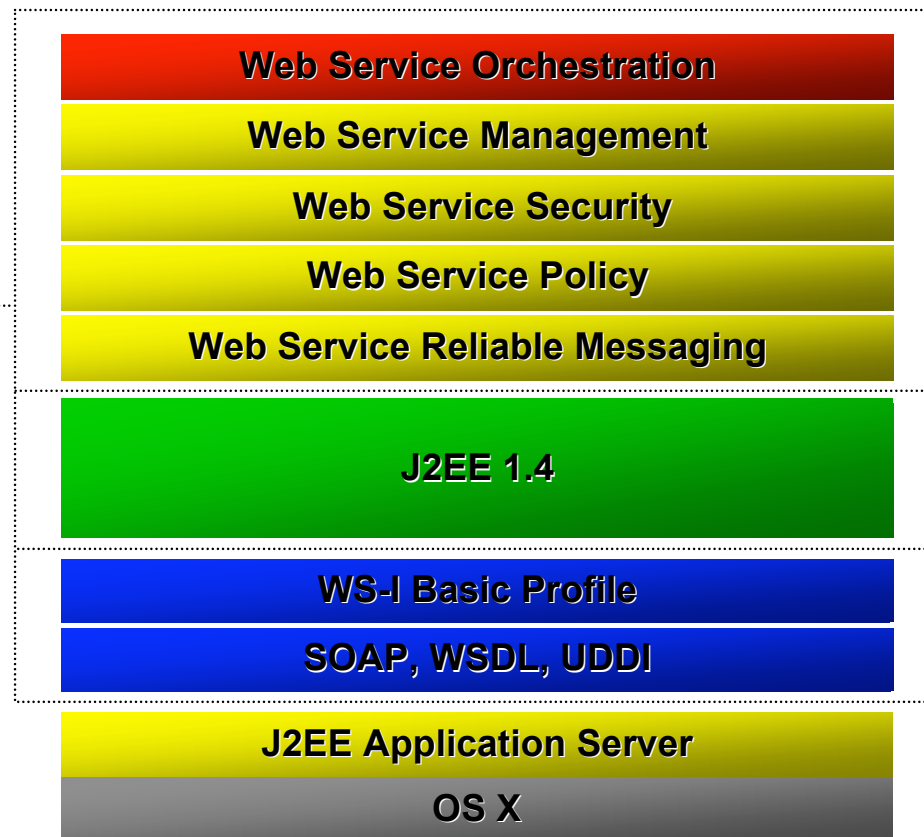 Web Service Orchestration
Web Service Management
Web Service Security
Web Service Policy
Web Service Reliable Messaging
J2EE 1.4
WS-I Basic Profile
SOAP, WSDL, UDDI
J2EE Application Server
OS X